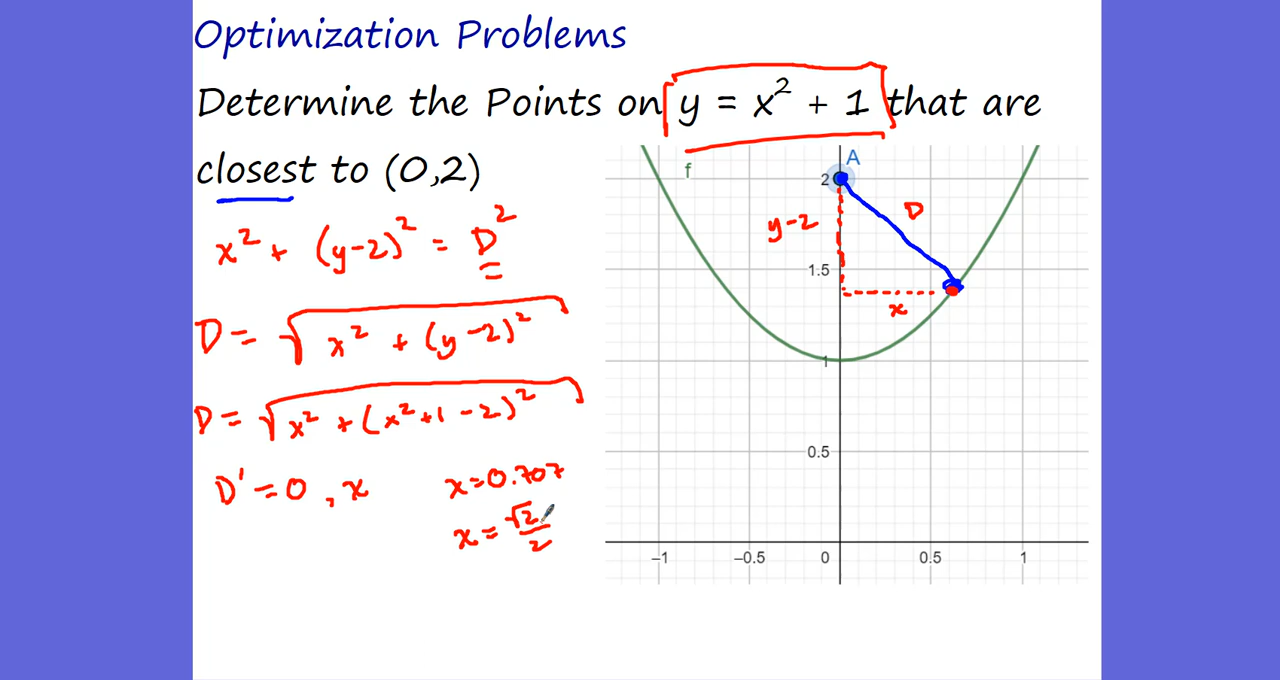 Optimization Problems
Determine the Points on y = x² + 1 that are
closest to (0,2)
x² + (y-2)² = D²
D = √x² + (y-2)²
D = √x² + (x²+1-2)²
D' = 0 , x
x = 0.707
x = √2/2
f
A
2
y-2
D
1.5
x
1
0.5
-1
-0.5
0
0.5
1